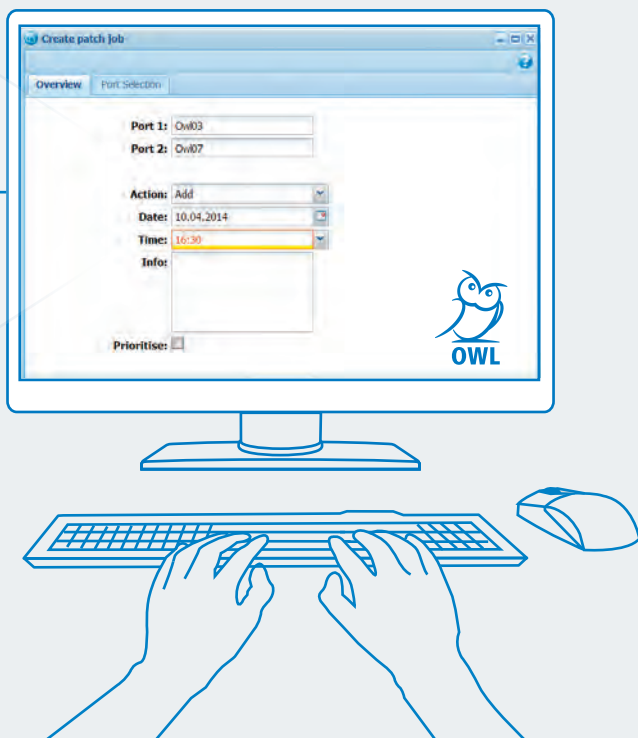 Create patch job
Overview Port Selection
Port 1: Owl03
Port 2: Owl07
Action: Add
Date: 10.04.2014
Time: 16:30
Info:
Prioritise:
OWL